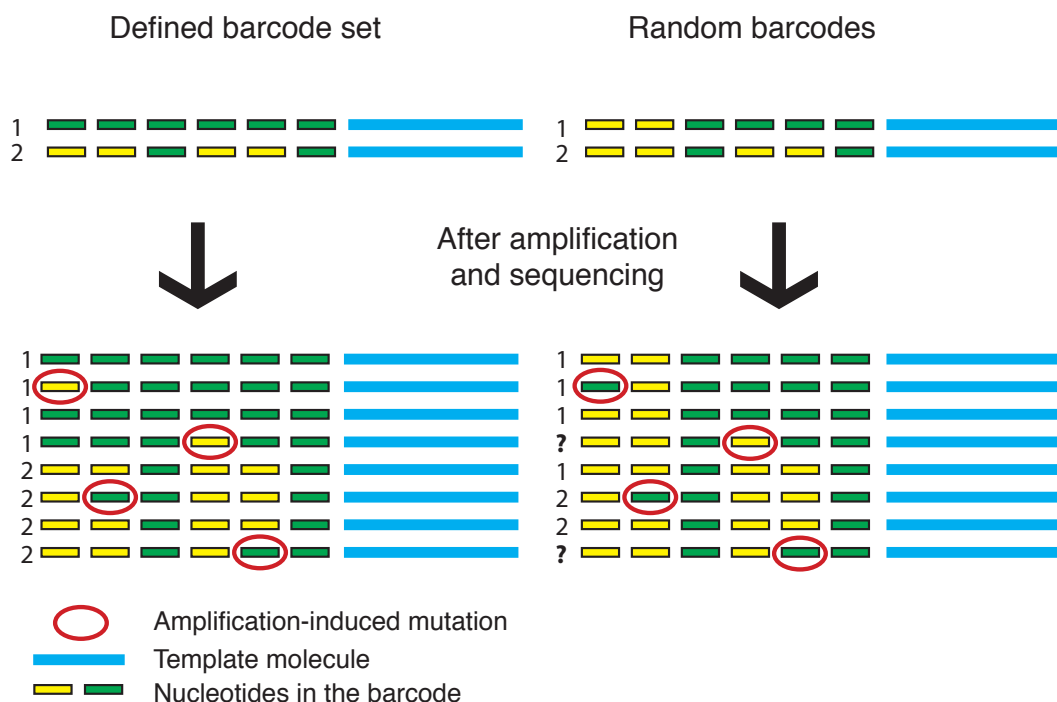 Defined barcode set
Random barcodes
1
2
1
2
After amplification
and sequencing
1
1
1
1
2
2
2
2
1
1
1
?
1
2
2
?
Amplification-induced mutation
Template molecule
Nucleotides in the barcode